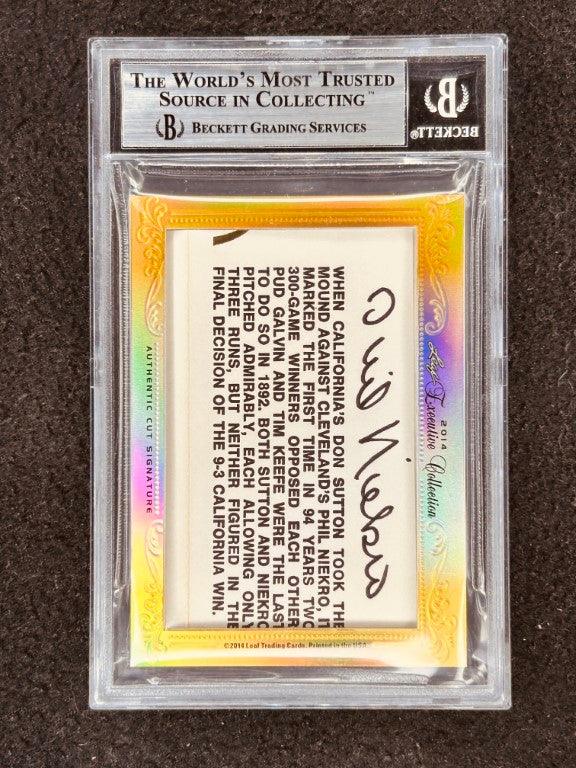 THE WORLD'S MOST TRUSTED
SOURCE IN COLLECTING™
B BECKETT GRADING SERVICES
B
BECKETT®
2014
Leaf Executive Collection
Phil Niekro
WHEN CALIFORNIA'S DON SUTTON TOOK THE
MOUND AGAINST CLEVELAND'S PHIL NIEKRO, IT
MARKED THE FIRST TIME IN 94 YEARS TWO
300-GAME WINNERS OPPOSED EACH OTHER
PUD GALVIN AND TIM KEEFE WERE THE LAST
TO DO SO IN 1892. BOTH SUTTON AND NIEKRO
PITCHED ADMIRABLY, EACH ALLOWING ONLY
THREE RUNS, BUT NEITHER FIGURED IN THE
FINAL DECISION OF THE 9-3 CALIFORNIA WIN.
AUTHENTIC CUT SIGNATURE
©2014 Leaf Trading Cards. Printed in the USA.